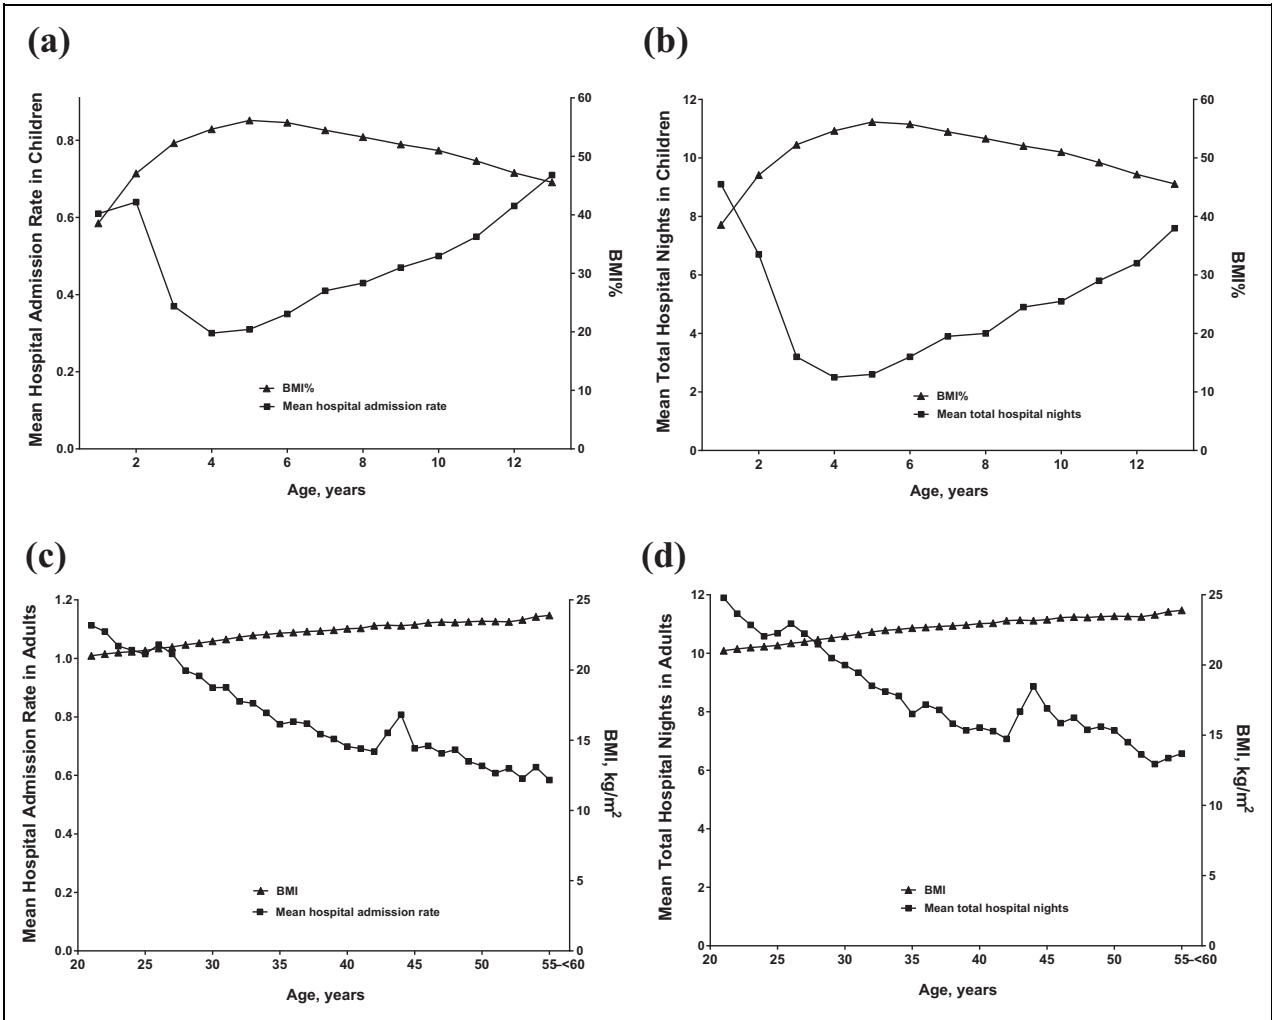 (a)
Mean Hospital Admission Rate in Children
0.8
0.6
0.4
0.2
0.0
60
50
40
30
20
10
0
BMI%
BMI%
Mean hospital admission rate
2 4 6 8 10 12
Age, years
(b)
Mean Total Hospital Nights in Children
12
10
8
6
4
2
0
60
50
40
30
20
10
0
BMI%
BMI%
Mean total hospital nights
2 4 6 8 10 12
Age, years
(c)
Mean Hospital Admission Rate in Adults
1.2
1.0
0.8
0.6
0.4
0.2
0.0
25
20
15
10
5
0
BMI, kg/m²
BMI
Mean hospital admission rate
20 25 30 35 40 45 50 55-<60
Age, years
(d)
Mean Total Hospital Nights in Adults
12
10
8
6
4
2
0
25
20
15
10
5
0
BMI, kg/m²
BMI
Mean total hospital nights
20 25 30 35 40 45 50 55-<60
Age, years